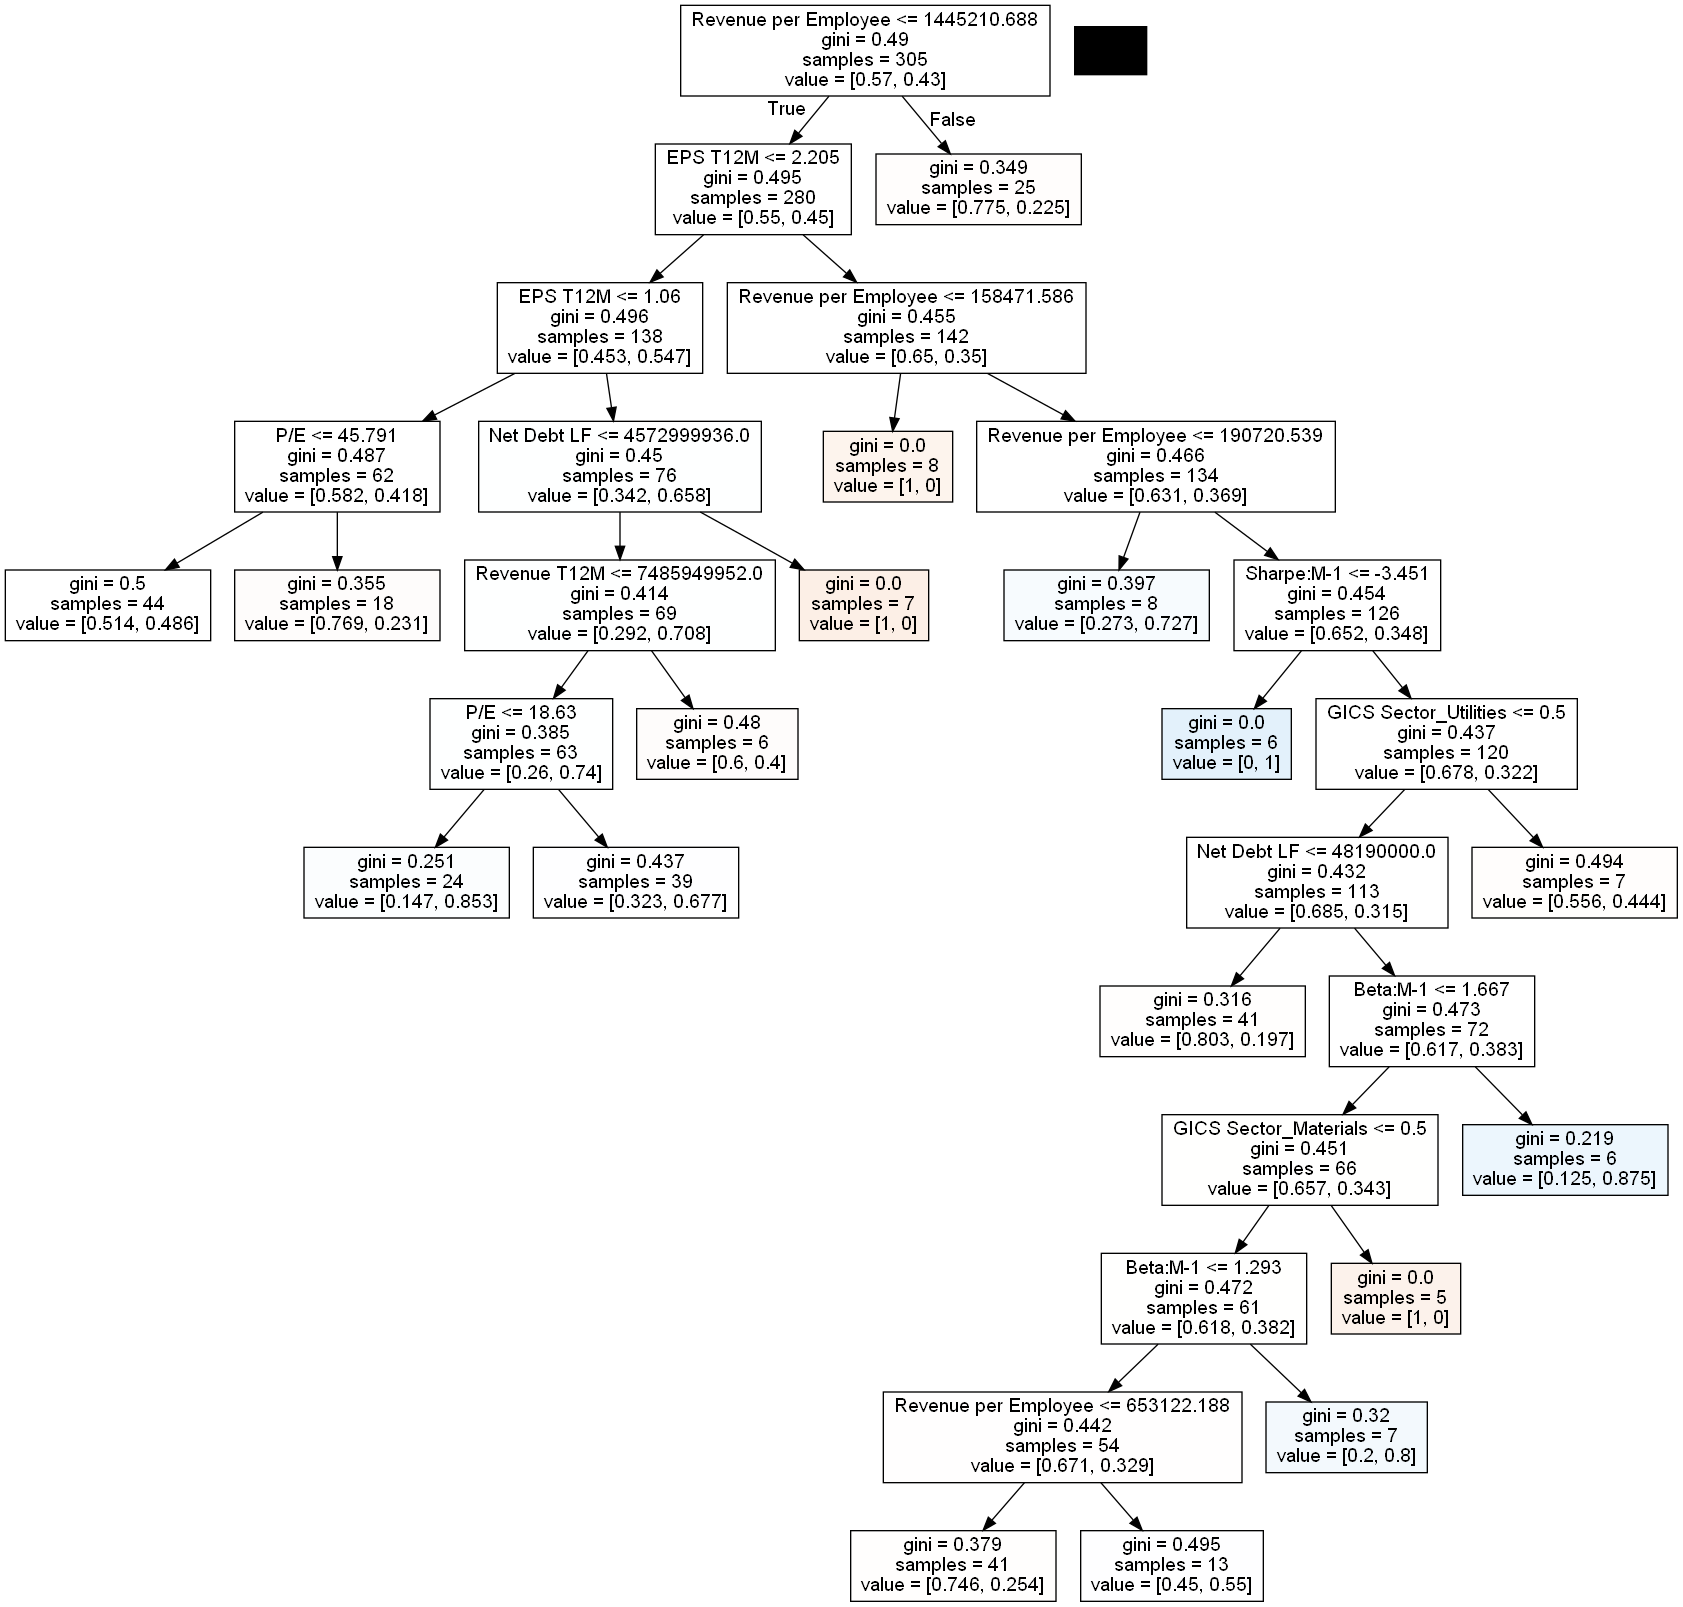 Revenue per Employee <= 1445210.688
gini = 0.49
samples = 305
value = [0.57, 0.43]
True
False
EPS T12M <= 2.205
gini = 0.495
samples = 280
value = [0.55, 0.45]
gini = 0.349
samples = 25
value = [0.775, 0.225]
EPS T12M <= 1.06
gini = 0.496
samples = 138
value = [0.453, 0.547]
Revenue per Employee <= 158471.586
gini = 0.455
samples = 142
value = [0.65, 0.35]
P/E <= 45.791
gini = 0.487
samples = 62
value = [0.582, 0.418]
Net Debt LF <= 4572999936.0
gini = 0.45
samples = 76
value = [0.342, 0.658]
gini = 0.0
samples = 8
value = [1, 0]
Revenue per Employee <= 190720.539
gini = 0.466
samples = 134
value = [0.631, 0.369]
gini = 0.5
samples = 44
value = [0.514, 0.486]
gini = 0.355
samples = 18
value = [0.769, 0.231]
Revenue T12M <= 7485949952.0
gini = 0.414
samples = 69
value = [0.292, 0.708]
gini = 0.0
samples = 7
value = [1, 0]
gini = 0.397
samples = 8
value = [0.273, 0.727]
Sharpe:M-1 <= -3.451
gini = 0.454
samples = 126
value = [0.652, 0.348]
P/E <= 18.63
gini = 0.385
samples = 63
value = [0.26, 0.74]
gini = 0.48
samples = 6
value = [0.6, 0.4]
gini = 0.0
samples = 6
value = [0, 1]
GICS Sector_Utilities <= 0.5
gini = 0.437
samples = 120
value = [0.678, 0.322]
gini = 0.251
samples = 24
value = [0.147, 0.853]
gini = 0.437
samples = 39
value = [0.323, 0.677]
Net Debt LF <= 48190000.0
gini = 0.432
samples = 113
value = [0.685, 0.315]
gini = 0.494
samples = 7
value = [0.556, 0.444]
gini = 0.316
samples = 41
value = [0.803, 0.197]
Beta:M-1 <= 1.667
gini = 0.473
samples = 72
value = [0.617, 0.383]
GICS Sector_Materials <= 0.5
gini = 0.451
samples = 66
value = [0.657, 0.343]
gini = 0.219
samples = 6
value = [0.125, 0.875]
Beta:M-1 <= 1.293
gini = 0.472
samples = 61
value = [0.618, 0.382]
gini = 0.0
samples = 5
value = [1, 0]
Revenue per Employee <= 653122.188
gini = 0.442
samples = 54
value = [0.671, 0.329]
gini = 0.32
samples = 7
value = [0.2, 0.8]
gini = 0.379
samples = 41
value = [0.746, 0.254]
gini = 0.495
samples = 13
value = [0.45, 0.55]